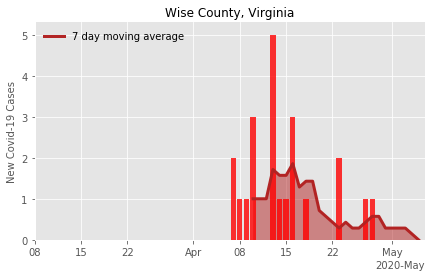 Wise County, Virginia
7 day moving average
New Covid-19 Cases
5
4
3
2
1
0
08
15
22
Apr
08
15
22
May
2020-May